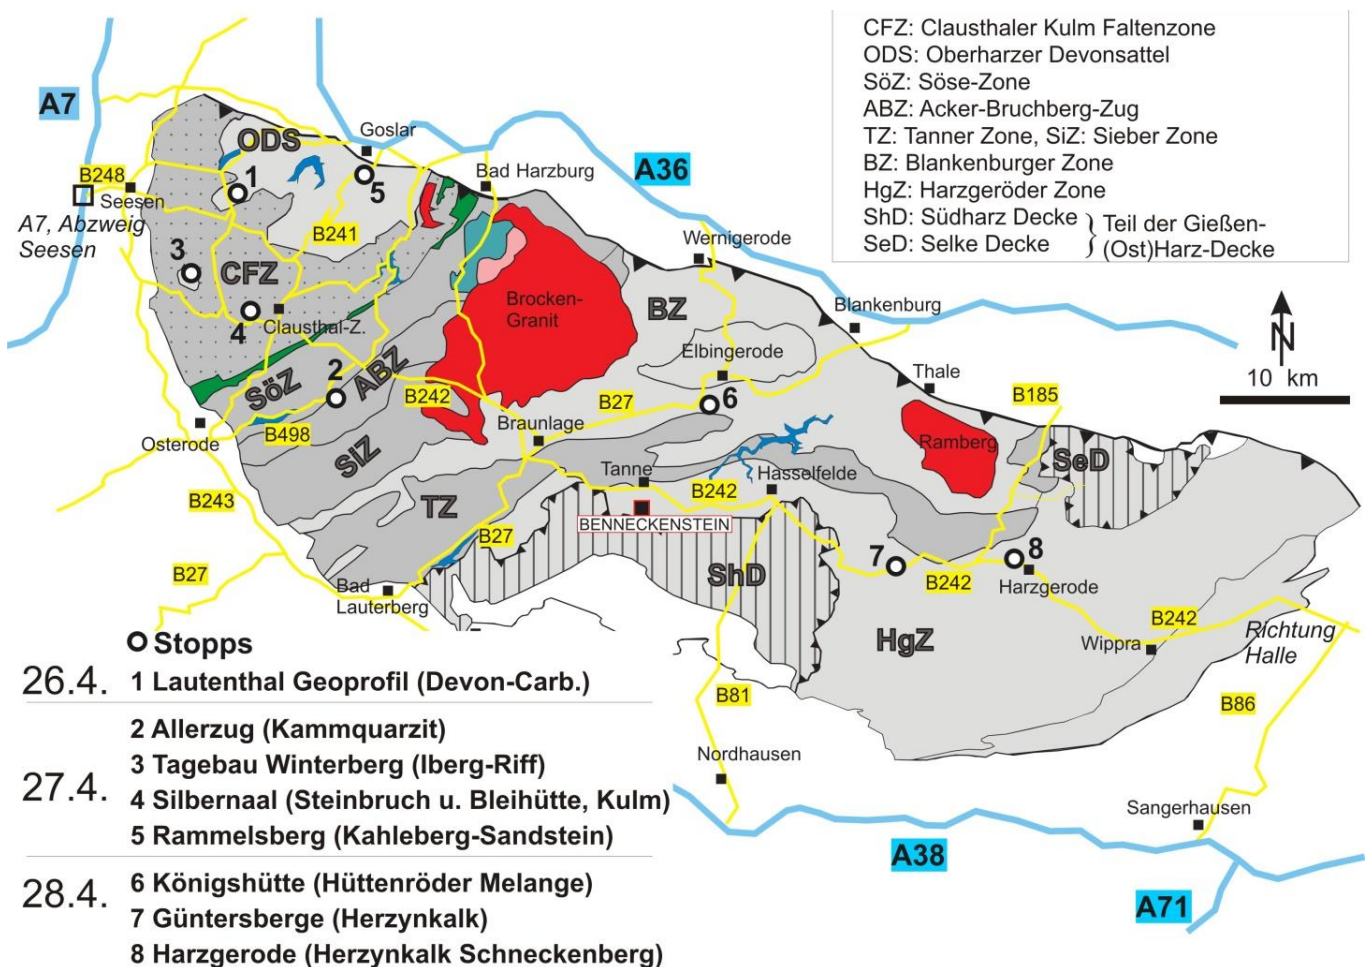 CFZ: Clausthaler Kulm Faltenzone
ODS: Oberharzer Devonsattel
SöZ: Söse-Zone
ABZ: Acker-Bruchberg-Zug
TZ: Tanner Zone, SiZ: Sieber Zone
BZ: Blankenburger Zone
HgZ: Harzgeröder Zone
ShD: Südharz Decke
SeD: Selke Decke
} Teil der Gießen-
(Ost)Harz-Decke
A7
ODS
Goslar
A36
B248
1
5
Bad Harzburg
Seesen
A7, Abzweig
Seesen
B241
Wernigerode
3
CFZ
Brocken-
Granit
BZ
Blankenburg
4
Clausthal-Z.
N
10 km
Elbingerode
Thale
2
SöZ
ABZ
B242
B27
6
B185
Osterode
B498
Braunlage
Ramberg
SiZ
SeD
Tanne
B242
Hasselfelde
B243
TZ
BENNECKENSTEIN
B27
B27
7
8
ShD
B242
Harzgerode
Bad
Lauterberg
HgZ
B242
Wippra
Richtung
Halle
B81
B86
Nordhausen
Sangerhausen
A38
A71
Stopps
26.4.
1 Lautenthal Geoprofil (Devon-Carb.)
2 Allerzug (Kammquarzit)
3 Tagebau Winterberg (Iberg-Riff)
27.4.
4 Silbernaal (Steinbruch u. Bleihütte, Kulm)
5 Rammelsberg (Kahleberg-Sandstein)
28.4.
6 Königshütte (Hüttenröder Melange)
7 Güntersberge (Herzynkalk)
8 Harzgerode (Herzynkalk Schneckenberg)